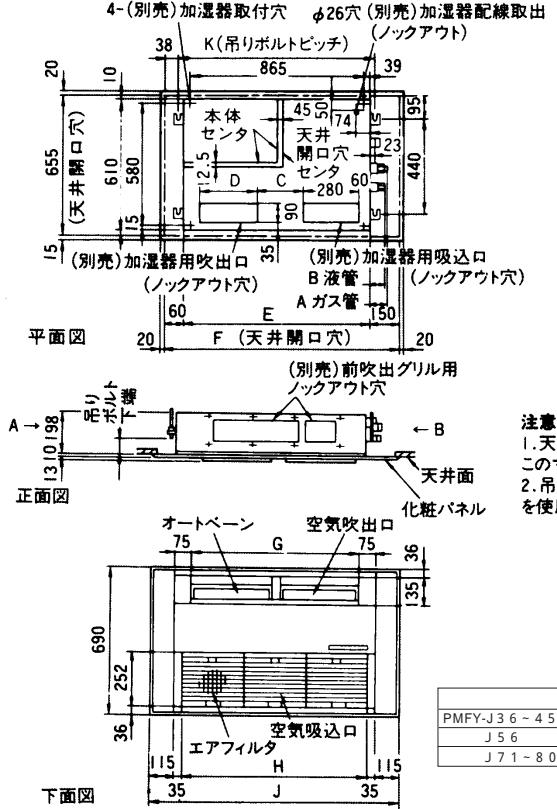 4-(別売)加湿器取付穴
φ26穴(別売)加湿器配線取出
(ノックアウト)
K(吊りボルトピッチ)
38
865
39
20
10
45
50
74
95
本体
センタ
天井
開口穴
センタ
23
655
(天井開口穴)
610
580
12.5
D
C
280
60
440
90
15
15
35
(別売)加湿器用吹出口
(ノックアウト穴)
(別売)加湿器用吸込口
(ノックアウト穴)
B 液管
A ガス管
60
E
150
平面図
20
F (天井開口穴)
20
(別売)前吹出グリル用
ノックアウト穴
吊り
ボルト
下端
A→
198
←B
10
13
天井面
化粧パネル
正面図
注意
1.天
この
2.吊
を使
オートベーン
空気吹出口
75
G
75
36
135
690
252
36
空気吸込口
エアフィルタ
115
H
115
35
J
35
下面図
PMFY-J36~45
J56
J71~80